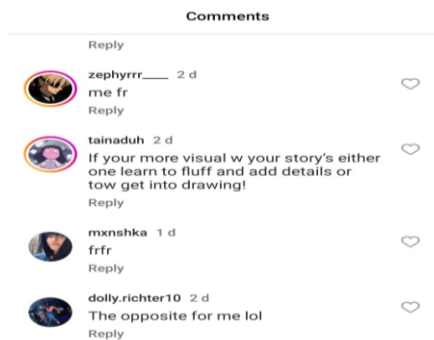 Comments
Reply
zephyrrr____ 2 d
me fr
Reply
tainaduh 2 d
If your more visual w your story's either
one learn to fluff and add details or
tow get into drawing!
Reply
mxnshka 1 d
frfr
Reply
dolly.richter10 2 d
The opposite for me lol
Reply